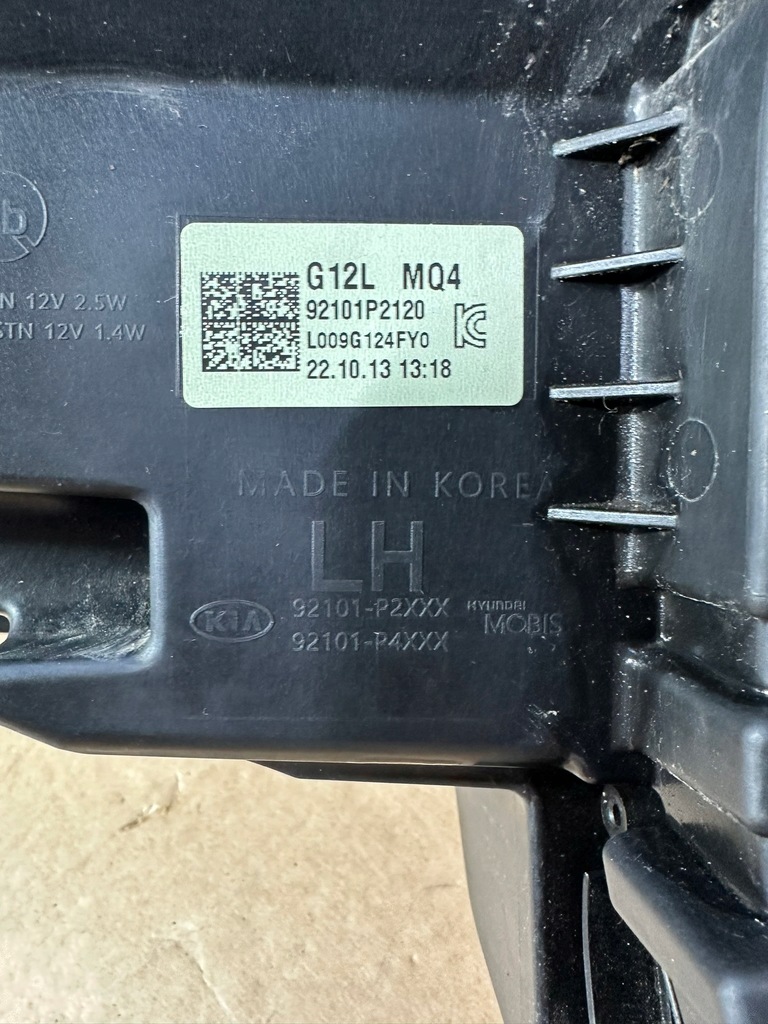 b
N 12V 2.5W
STN 12V 1.4W
G12L MQ4
92101P2120
L009G124FY0
22.10.13 13:18
MADE IN KOREA
LH
KIA
92101-P2XXX
92101-P4XXX
HYUNDAI
MOBIS